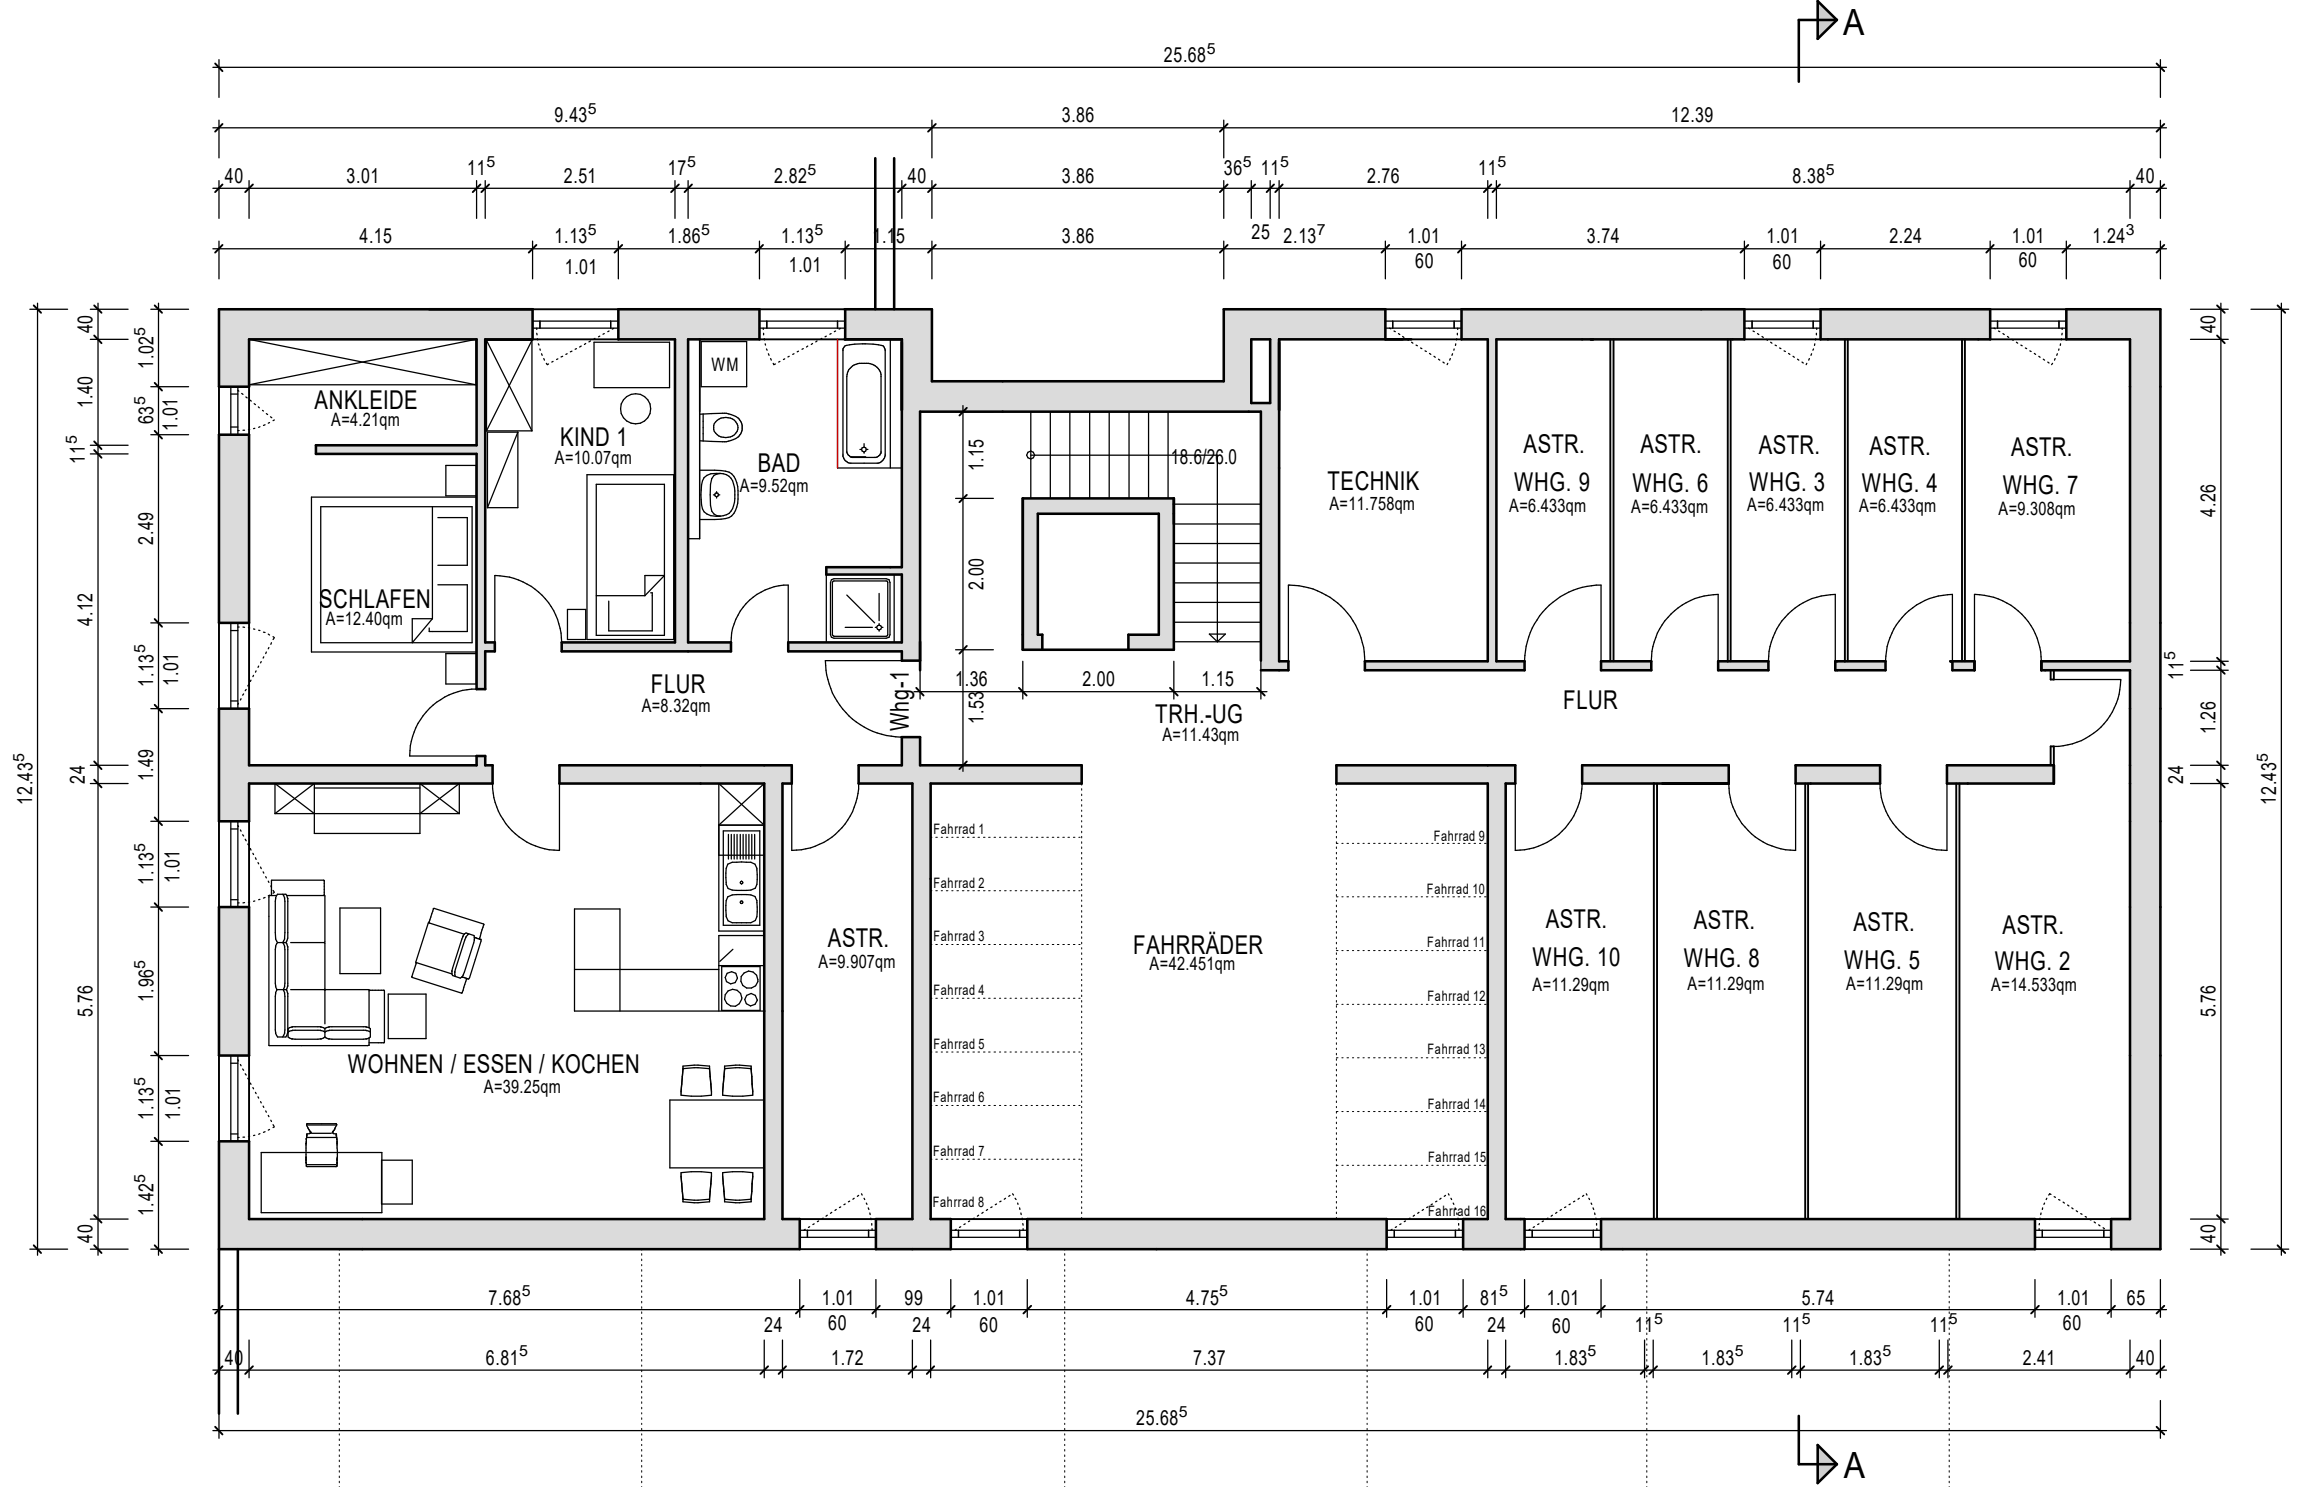 A
25.68⁵
9.43⁵ 3.86 12.39
40 3.01 11⁵ 2.51 17⁵ 2.82⁵ 40 3.86 36⁵ 11⁵ 2.76 11⁵ 8.38⁵ 40
4.15 1.13⁵ 1.86⁵ 1.13⁵ 1.15 3.86 25 2.13⁷ 1.01 3.74 1.01 2.24 1.01 1.24³
1.01 1.01 60 60 60
12.43⁵
40
11⁵
4.12
24
5.76
40
1.02⁵
1.40
63⁵
1.01
2.49
1.13⁵
1.01
1.49
1.13⁵
1.01
1.96⁵
1.13⁵
1.01
1.42⁵
ANKLEIDE
A=4.21qm
KIND 1
A=10.07qm
WM
BAD
A=9.52qm
SCHLAFEN
A=12.40qm
FLUR
A=8.32qm
Whg-1
1.15
2.00
1.53
18.6/26.0
1.36 2.00 1.15
TRH.-UG
A=11.43qm
TECHNIK
A=11.758qm
ASTR.
WHG. 9
A=6.433qm
ASTR.
WHG. 6
A=6.433qm
ASTR.
WHG. 3
A=6.433qm
ASTR.
WHG. 4
A=6.433qm
ASTR.
WHG. 7
A=9.308qm
FLUR
40
4.26
11⁵
1.26
24
5.76
40
12.43⁵
WOHNEN / ESSEN / KOCHEN
A=39.25qm
ASTR.
A=9.907qm
Fahrrad 1
Fahrrad 2
Fahrrad 3
Fahrrad 4
Fahrrad 5
Fahrrad 6
Fahrrad 7
Fahrrad 8
FAHRRÄDER
A=42.451qm
Fahrrad 9
Fahrrad 10
Fahrrad 11
Fahrrad 12
Fahrrad 13
Fahrrad 14
Fahrrad 15
Fahrrad 16
ASTR.
WHG. 10
A=11.29qm
ASTR.
WHG. 8
A=11.29qm
ASTR.
WHG. 5
A=11.29qm
ASTR.
WHG. 2
A=14.533qm
7.68⁵ 1.01 99 1.01 4.75⁵ 1.01 81⁵ 1.01 5.74 1.01 65
24 60 24 60 60 24 60 11⁵ 11⁵ 11⁵ 60
40 6.81⁵ 1.72 7.37 1.83⁵ 1.83⁵ 1.83⁵ 2.41 40
25.68⁵
A